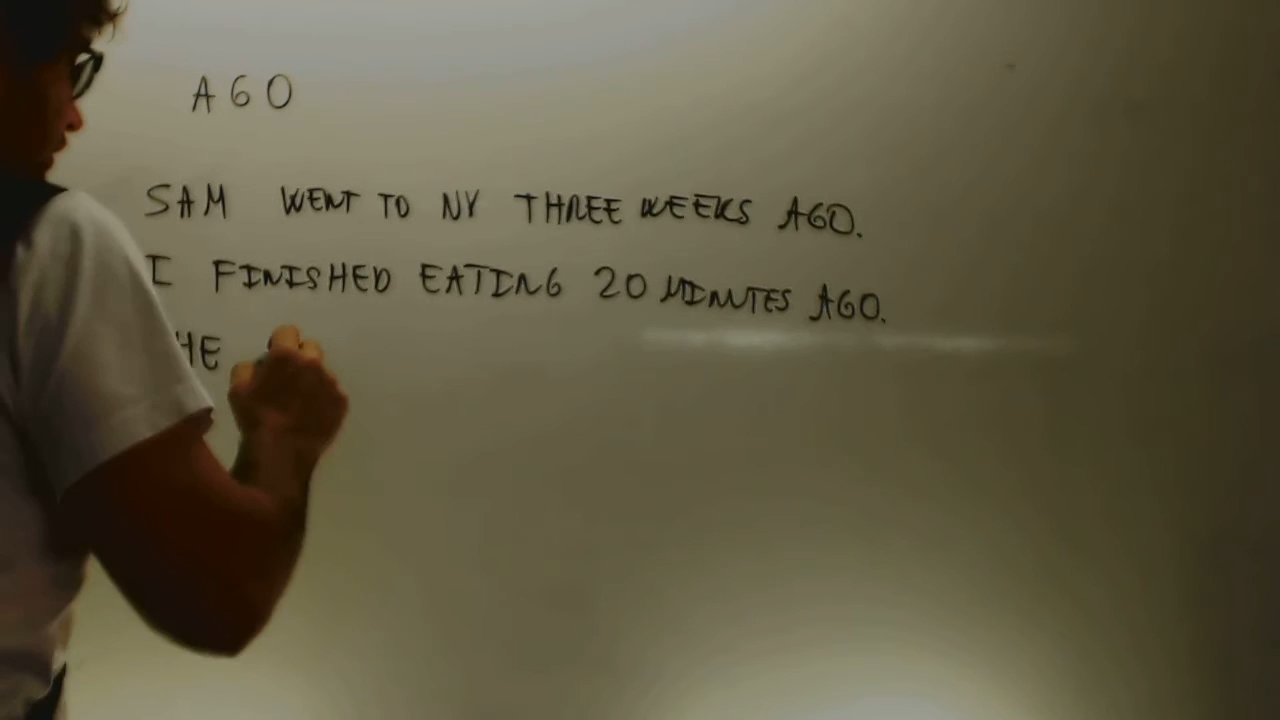 AGO
SAM WENT TO NY THREE WEEKS AGO.
I FINISHED EATING 20 MINUTES AGO.